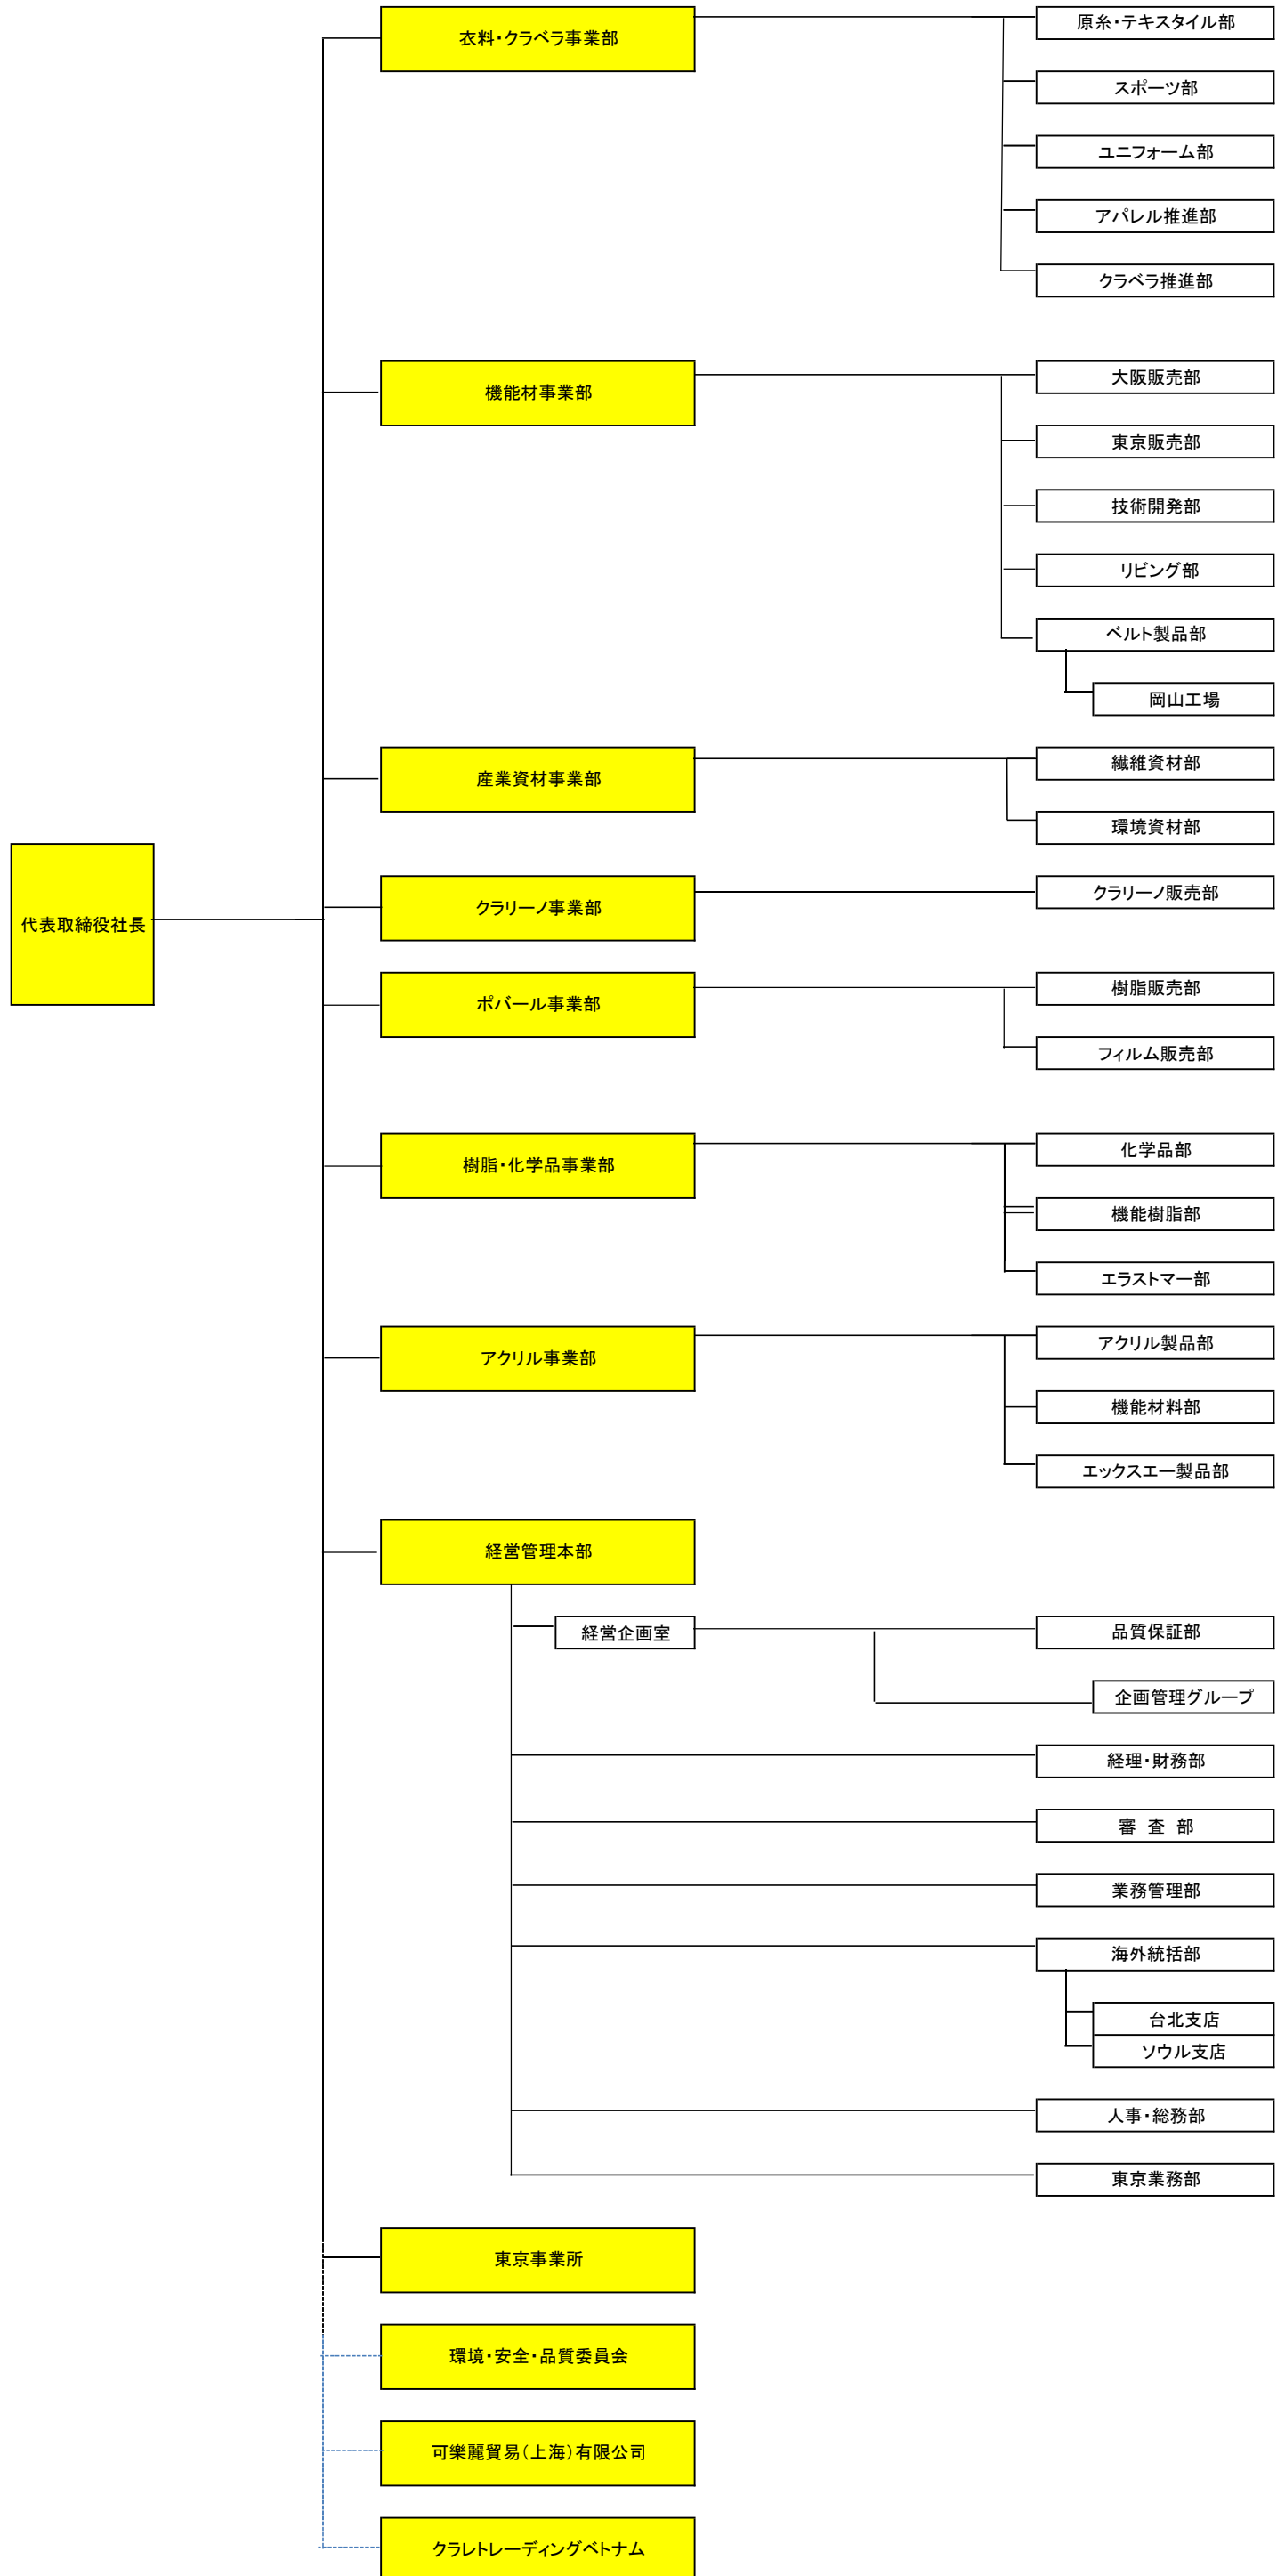 衣料・クラベラ事業部
原糸・テキスタイル部
スポーツ部
ユニフォーム部
アパレル推進部
クラベラ推進部
機能材事業部
大阪販売部
東京販売部
技術開発部
リビング部
ベルト製品部
岡山工場
産業資材事業部
繊維資材部
環境資材部
代表取締役社長
クラリーノ事業部
クラリーノ販売部
ポバール事業部
樹脂販売部
フィルム販売部
樹脂・化学品事業部
化学品部
機能樹脂部
エラストマー部
アクリル事業部
アクリル製品部
機能材料部
エックスエー製品部
経営管理本部
経営企画室
品質保証部
企画管理グループ
経理・財務部
審 査 部
業務管理部
海外統括部
台北支店
ソウル支店
人事・総務部
東京業務部
東京事業所
環境・安全・品質委員会
可樂麗貿易（上海）有限公司
クラレトレーディングベトナム